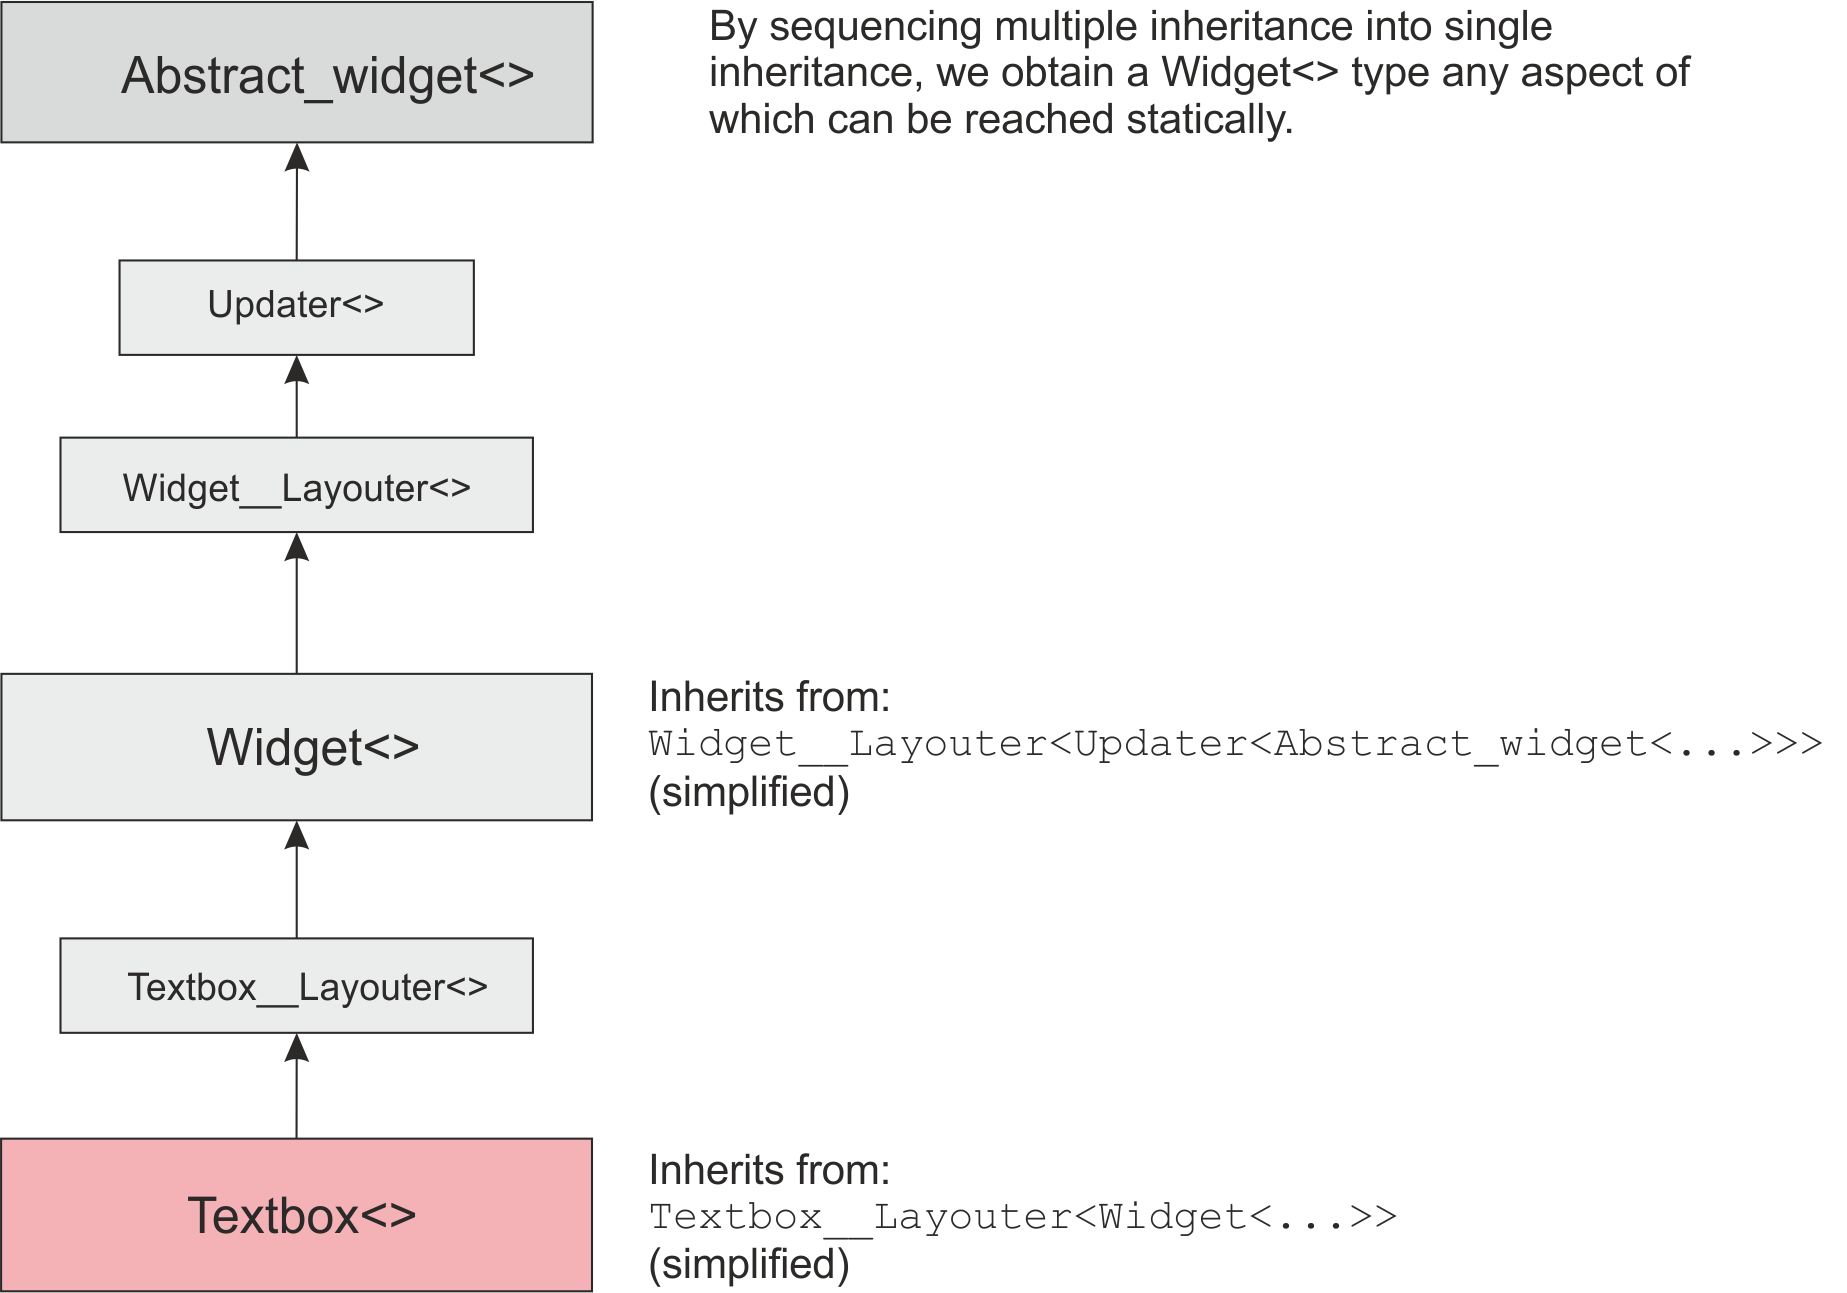 Abstract_widget<>
By sequencing multiple inheritance into single
inheritance, we obtain a Widget<> type any aspect of
which can be reached statically.
Updater<>
Widget__Layouter<>
Widget<>
Inherits from:
Widget__Layouter<Updater<Abstract_widget<...>>>
(simplified)
Textbox__Layouter<>
Textbox<>
Inherits from:
Textbox__Layouter<Widget<...>>
(simplified)